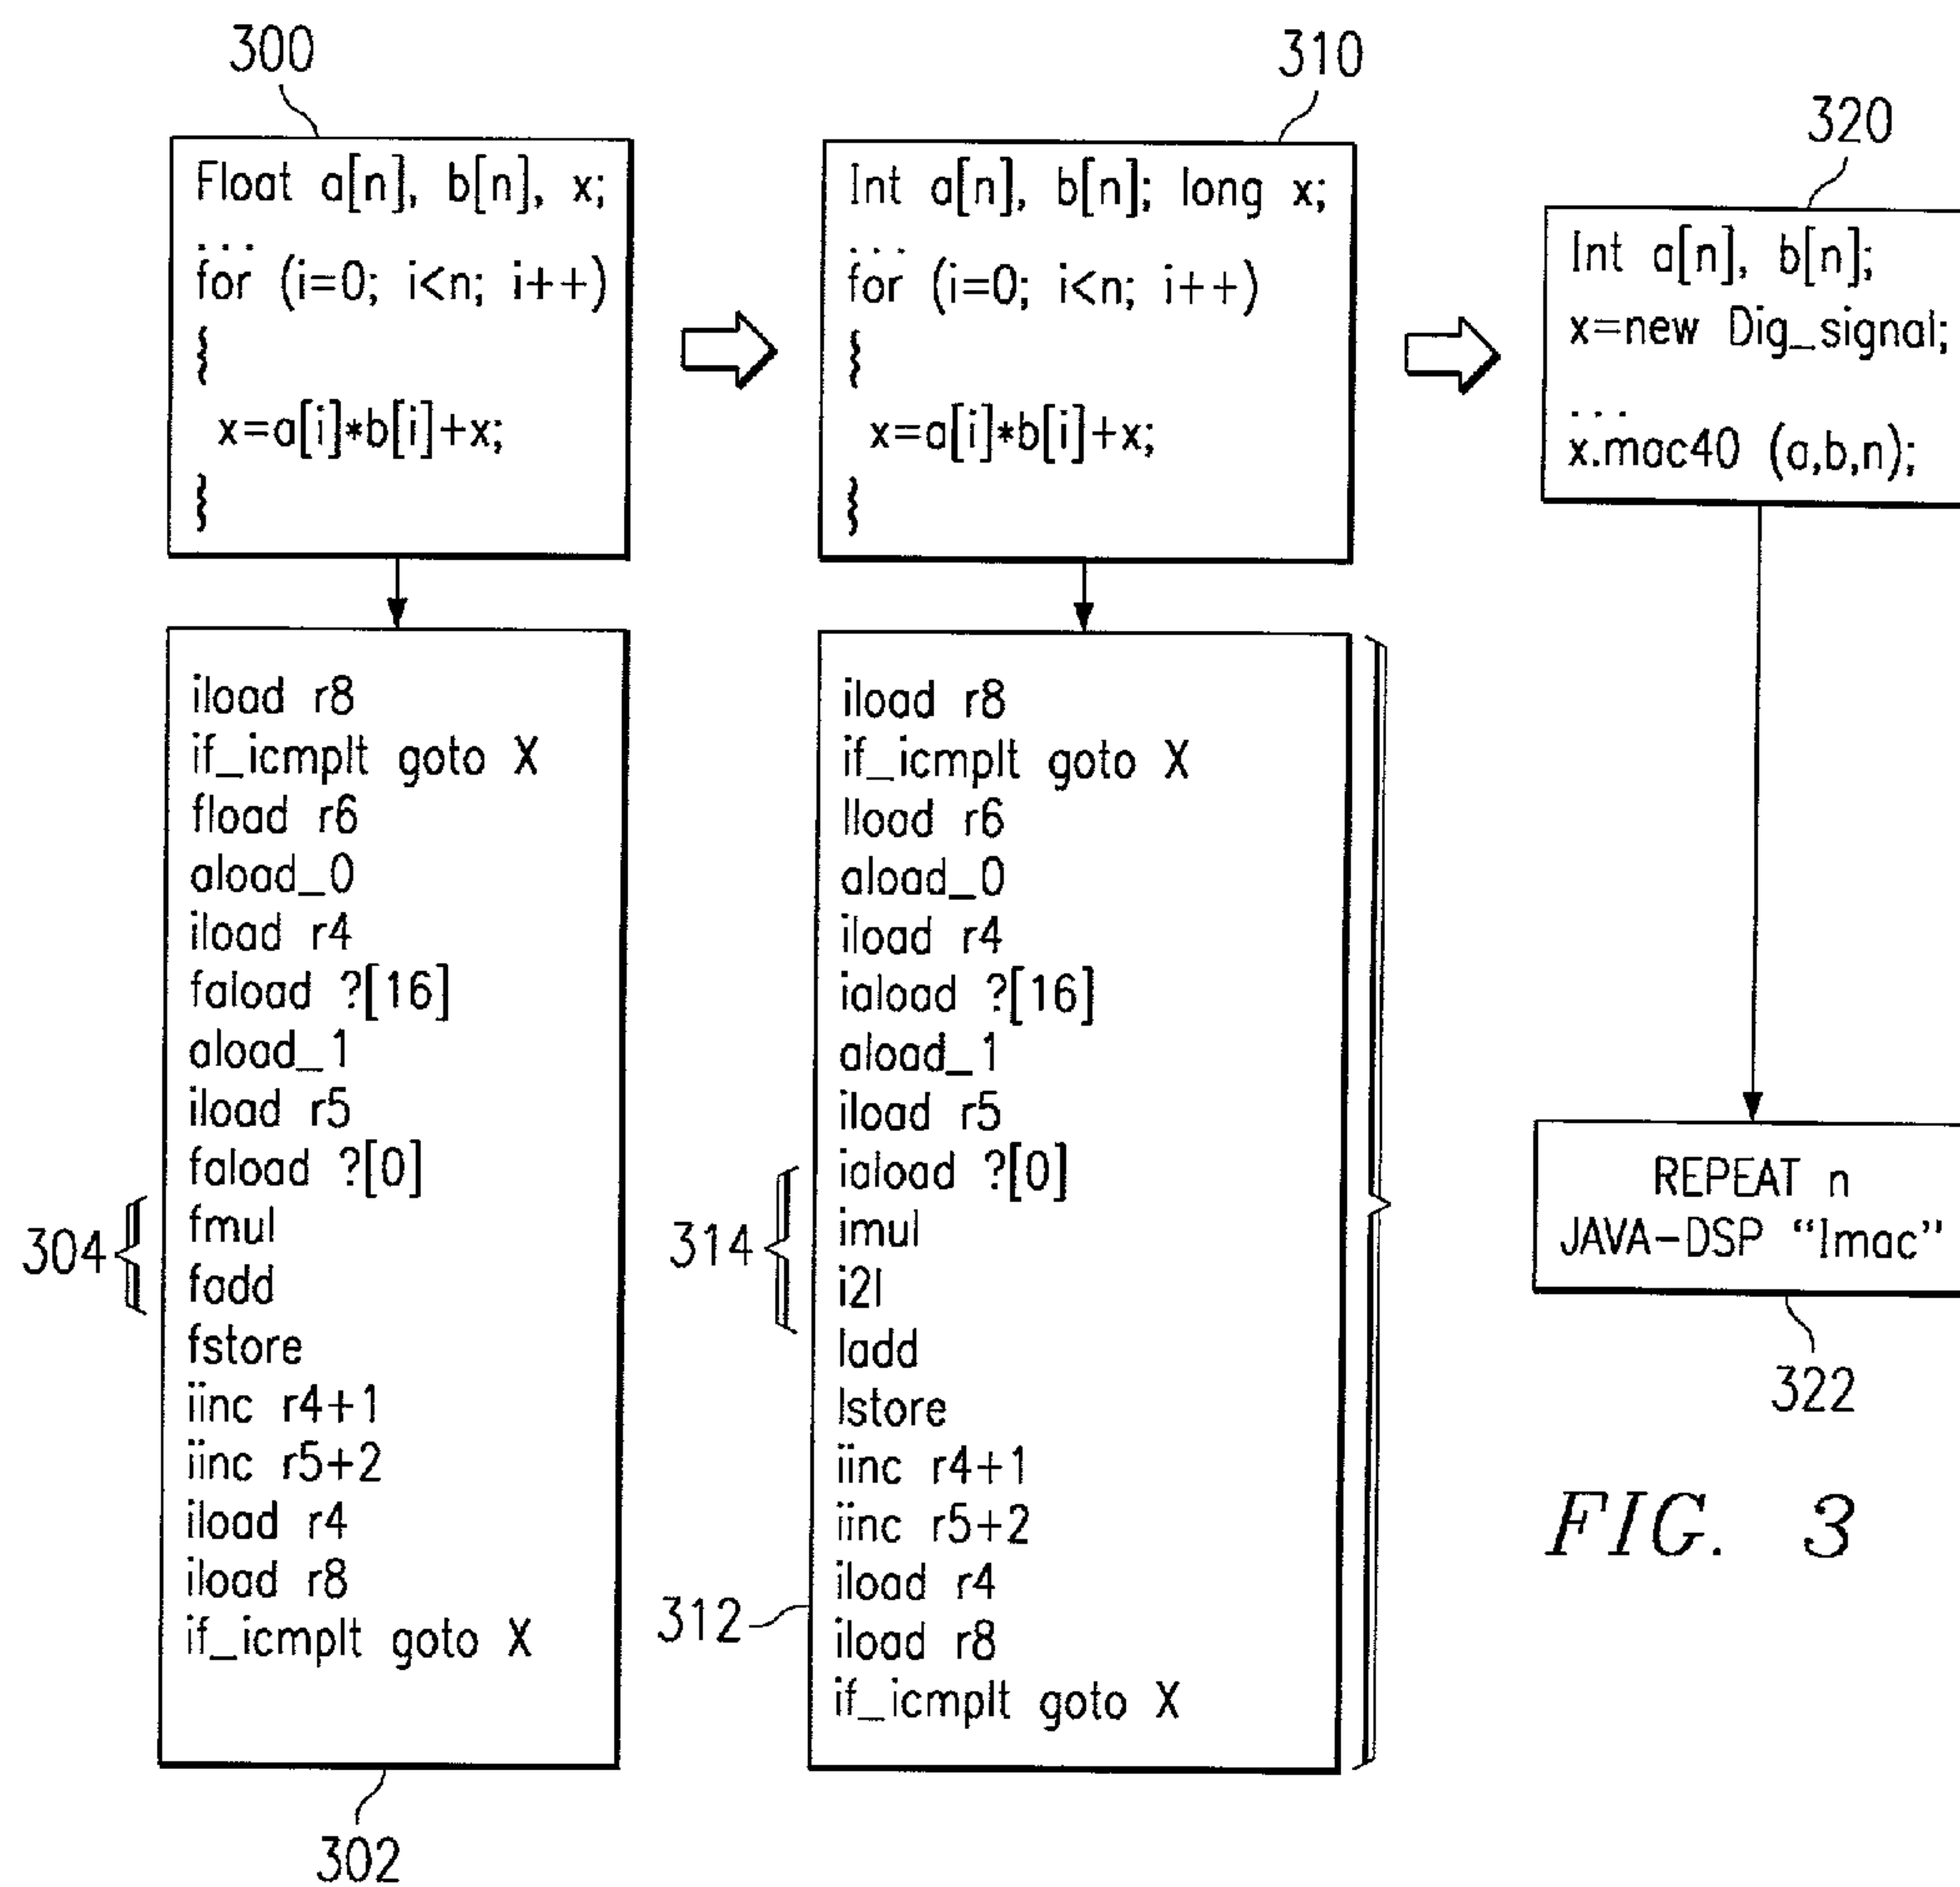 300
Float a[n], b[n], x;
...
for (i=0; i<n; i++)
{
x=a[i]*b[i]+x;
}
310
Int a[n], b[n]; long x;
...
for (i=0; i<n; i++)
{
x=a[i]*b[i]+x;
}
320
Int a[n], b[n];
x=new Dig_signal;
...
x.mac40 (a,b,n);
iload r8
if_icmplt goto X
fload r6
aload_0
iload r4
faload ?[16]
aload_1
iload r5
faload ?[0]
304
fmul
fadd
fstore
iinc r4+1
iinc r5+2
iload r4
iload r8
if_icmplt goto X
302
iload r8
if_icmplt goto X
lload r6
aload_0
iload r4
iaload ?[16]
aload_1
iload r5
iaload ?[0]
314
imul
i2l
ladd
lstore
iinc r4+1
iinc r5+2
iload r4
312
iload r8
if_icmplt goto X
REPEAT n
JAVA-DSP "lmac"
322
FIG. 3